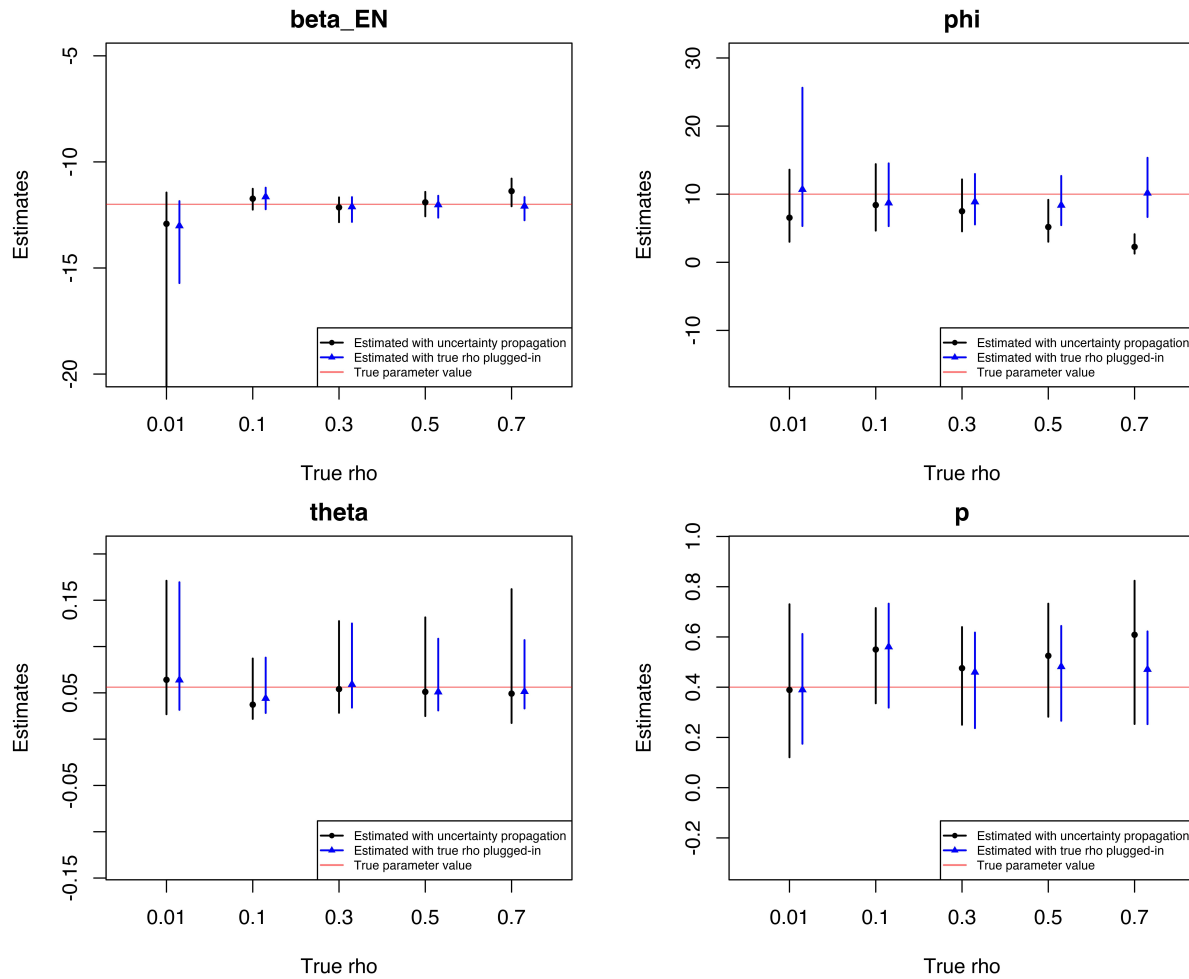 beta_EN
Estimates
-5
-10
-15
-20
Estimated with uncertainty propagation
Estimated with true rho plugged-in
True parameter value
0.01 0.1 0.3 0.5 0.7
True rho
phi
Estimates
30
20
10
0
-10
Estimated with uncertainty propagation
Estimated with true rho plugged-in
True parameter value
0.01 0.1 0.3 0.5 0.7
True rho
theta
Estimates
0.15
0.05
-0.05
-0.15
Estimated with uncertainty propagation
Estimated with true rho plugged-in
True parameter value
0.01 0.1 0.3 0.5 0.7
True rho
p
Estimates
1.0
0.8
0.6
0.4
0.2
0.0
-0.2
Estimated with uncertainty propagation
Estimated with true rho plugged-in
True parameter value
0.01 0.1 0.3 0.5 0.7
True rho